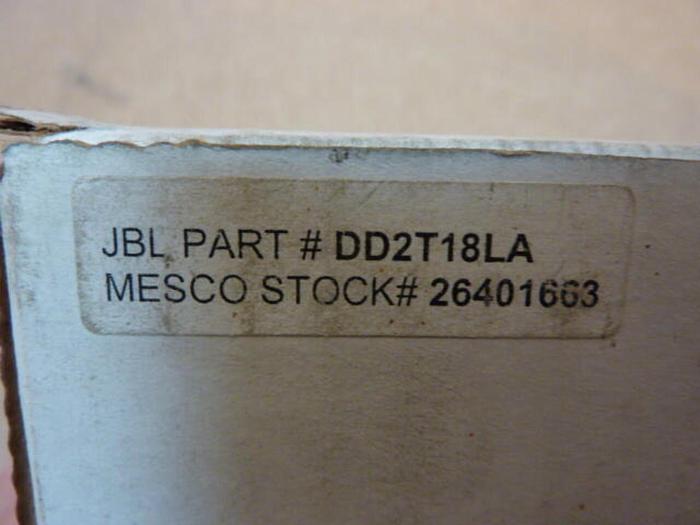 JBL PART # DD2T18LA
MESCO STOCK# 26401663